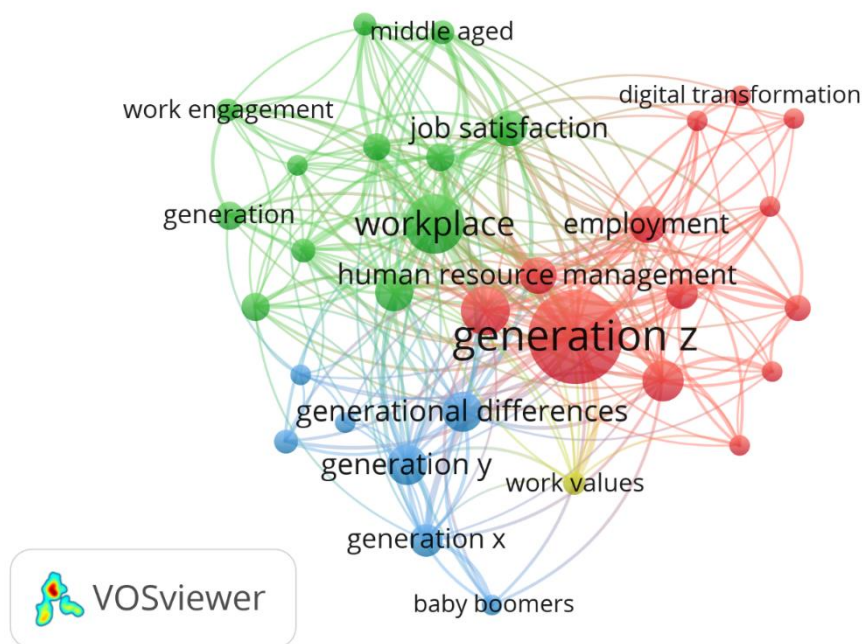 middle aged
digital transformation
work engagement
job satisfaction
generation
workplace
employment
human resource management
generation z
generational differences
generation y
work values
generation x
VOSviewer
baby boomers